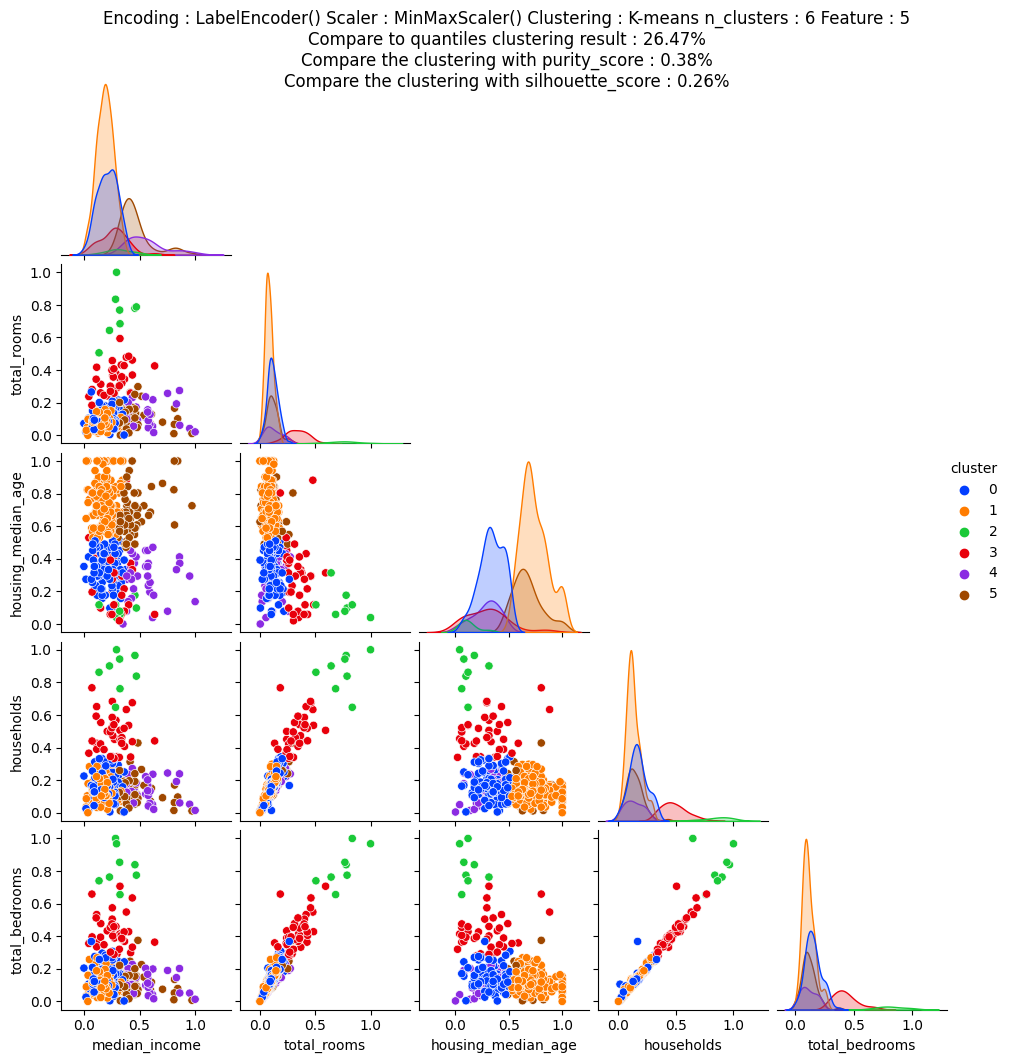 Encoding : LabelEncoder() Scaler : MinMaxScaler() Clustering : K-means n_clusters : 6 Feature : 5
Compare to quantiles clustering result : 26.47%
Compare the clustering with purity_score : 0.38%
Compare the clustering with silhouette_score : 0.26%
total_rooms
1.0
0.8
0.6
0.4
0.2
0.0
housing_median_age
1.0
0.8
0.6
0.4
0.2
0.0
cluster
0
1
2
3
4
5
households
1.0
0.8
0.6
0.4
0.2
0.0
total_bedrooms
1.0
0.8
0.6
0.4
0.2
0.0
0.0 0.5 1.0 0.0 0.5 1.0 0.0 0.5 1.0 0.0 0.5 1.0 0.0 0.5 1.0
median_income total_rooms housing_median_age households total_bedrooms